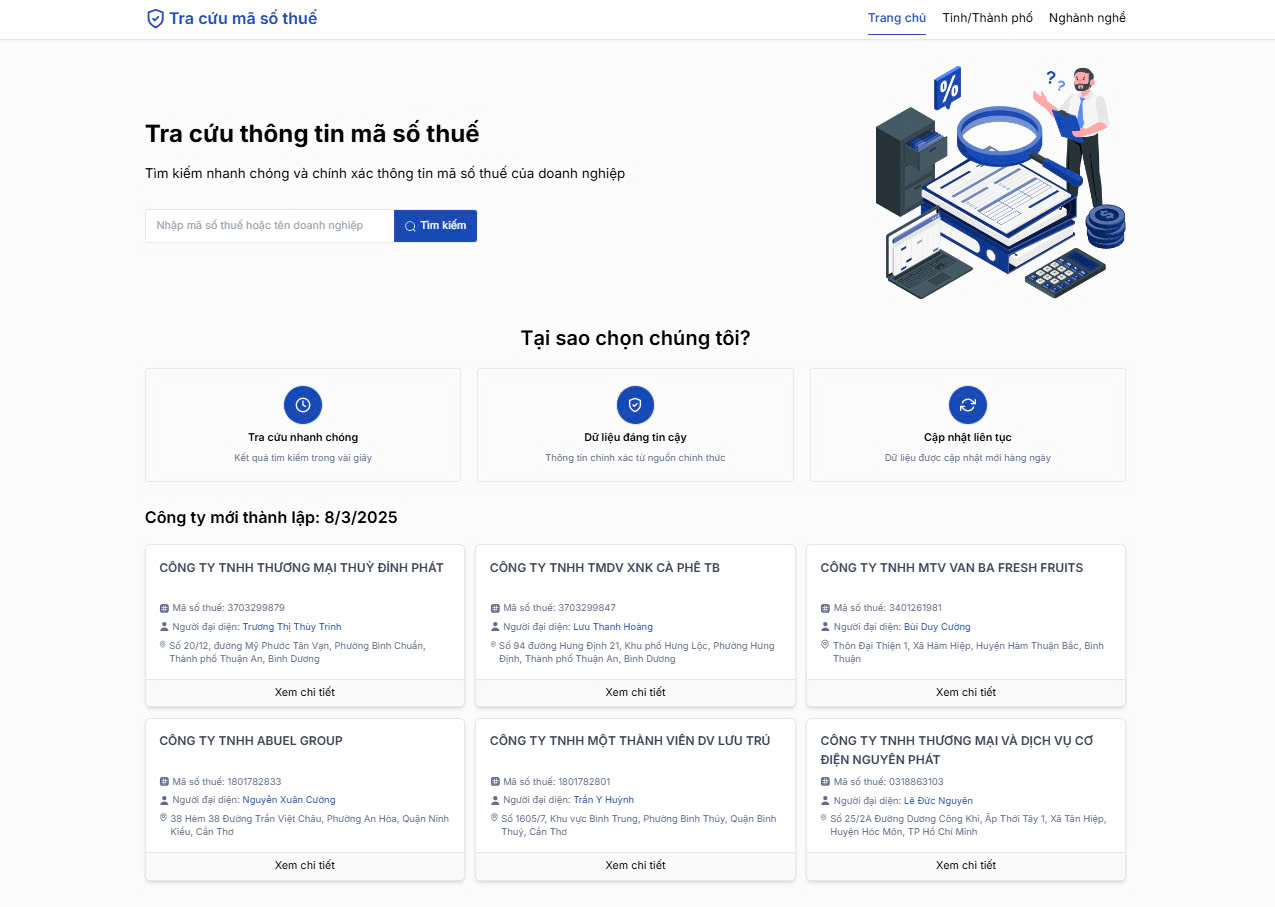 Tra cứu mã số thuế
Trang chủ
Tỉnh/Thành phố
Nghành nghề
%
? ?
Tra cứu thông tin mã số thuế
Tìm kiếm nhanh chóng và chính xác thông tin mã số thuế của doanh nghiệp
Nhập mã số thuế hoặc tên doanh nghiệp
Tìm kiếm
$
Tại sao chọn chúng tôi?
Tra cứu nhanh chóng
Kết quả tìm kiếm trong vài giây
Dữ liệu đáng tin cậy
Thông tin chính xác từ nguồn chính thức
Cập nhật liên tục
Dữ liệu được cập nhật mới hàng ngày
Công ty mới thành lập: 8/3/2025
CÔNG TY TNHH THƯƠNG MẠI THUỲ ĐỈNH PHÁT
Mã số thuế: 3703299879
Người đại diện: Trương Thị Thùy Trinh
Số 20/12, đường Mỹ Phước Tân Vạn, Phường Bình Chuẩn,
Thành phố Thuận An, Bình Dương
Xem chi tiết
CÔNG TY TNHH TMDV XNK CÀ PHÊ TB
Mã số thuế: 3703299847
Người đại diện: Lưu Thanh Hoàng
Số 94 đường Hưng Định 21, Khu phố Hưng Lộc, Phường Hưng
Định, Thành phố Thuận An, Bình Dương
Xem chi tiết
CÔNG TY TNHH MTV VAN BA FRESH FRUITS
Mã số thuế: 3401261981
Người đại diện: Bùi Duy Cường
Thôn Đại Thiện 1, Xã Hàm Hiệp, Huyện Hàm Thuận Bắc, Bình
Thuận
Xem chi tiết
CÔNG TY TNHH ABUEL GROUP
Mã số thuế: 1801782833
Người đại diện: Nguyễn Xuân Cường
38 Hẻm 38 Đường Trần Việt Châu, Phường An Hòa, Quận Ninh
Kiều, Cần Thơ
Xem chi tiết
CÔNG TY TNHH MỘT THÀNH VIÊN DV LƯU TRÚ
Mã số thuế: 1801782801
Người đại diện: Trần Y Huỳnh
Số 1605/7, Khu vực Bình Trung, Phường Bình Thủy, Quận Bình
Thuỷ, Cần Thơ
Xem chi tiết
CÔNG TY TNHH THƯƠNG MẠI VÀ DỊCH VỤ CƠ
ĐIỆN NGUYÊN PHÁT
Mã số thuế: 0318863103
Người đại diện: Lê Đức Nguyên
Số 25/2A Đường Dương Công Khi, Ấp Thới Tây 1, Xã Tân Hiệp,
Huyện Hóc Môn, TP Hồ Chí Minh
Xem chi tiết